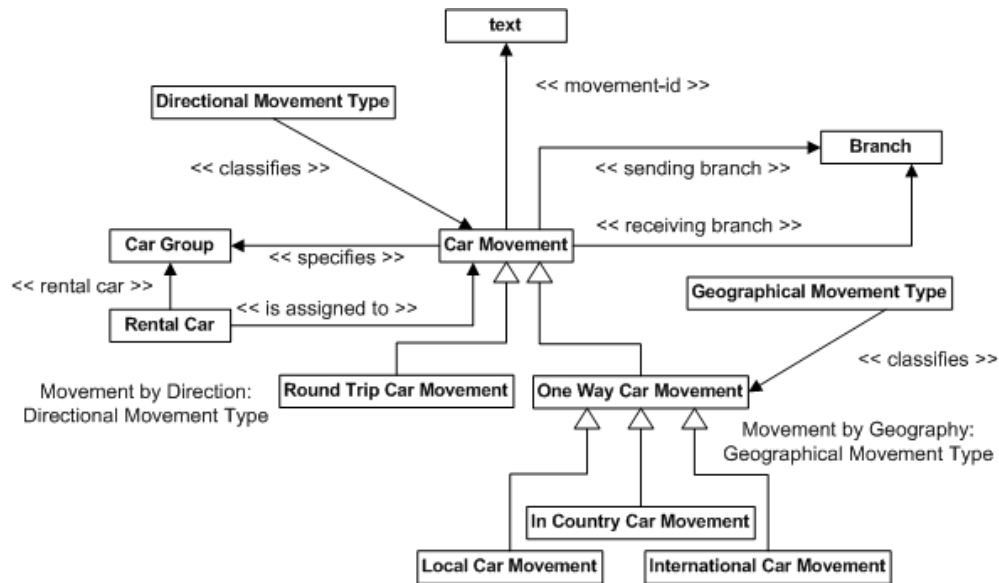 text
<< movement-id >>
Directional Movement Type
Branch
<< classifies >>
<< sending branch >>
<< receiving branch >>
Car Group
Car Movement
<< specifies >>
<< rental car >>
<< is assigned to >>
Geographical Movement Type
Rental Car
<< classifies >>
Movement by Direction:
Directional Movement Type
Round Trip Car Movement
One Way Car Movement
Movement by Geography:
Geographical Movement Type
In Country Car Movement
Local Car Movement
International Car Movement